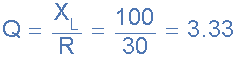 Q = X_L / R = 100 / 30 = 3.33